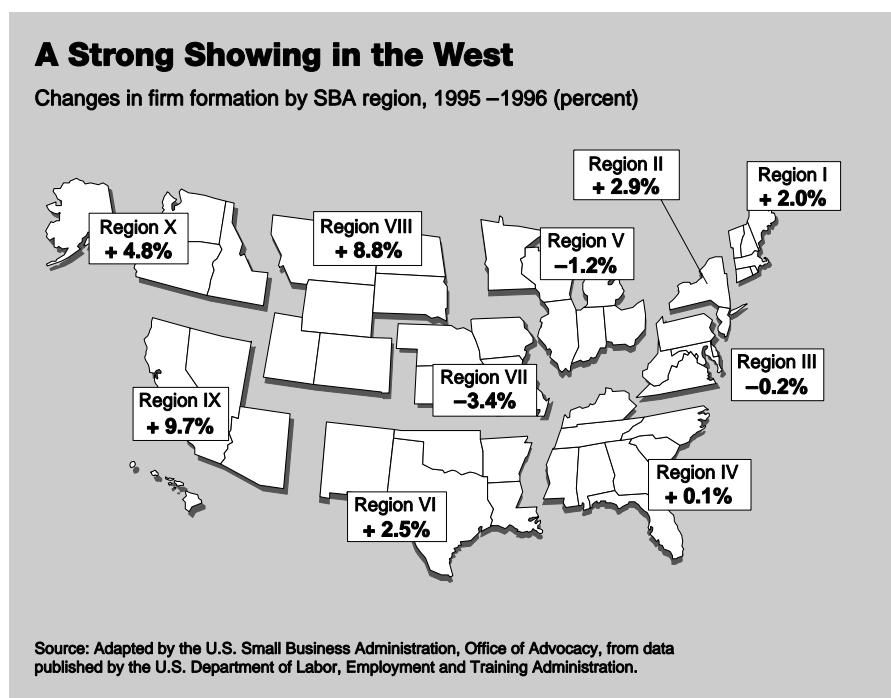 A Strong Showing in the West
Changes in firm formation by SBA region, 1995 –1996 (percent)
Region II
+ 2.9%
Region I
+ 2.0%
Region X
+ 4.8%
Region VIII
+ 8.8%
Region V
–1.2%
Region III
–0.2%
Region VII
–3.4%
Region IX
+ 9.7%
Region IV
+ 0.1%
Region VI
+ 2.5%
Source: Adapted by the U.S. Small Business Administration, Office of Advocacy, from data
published by the U.S. Department of Labor, Employment and Training Administration.